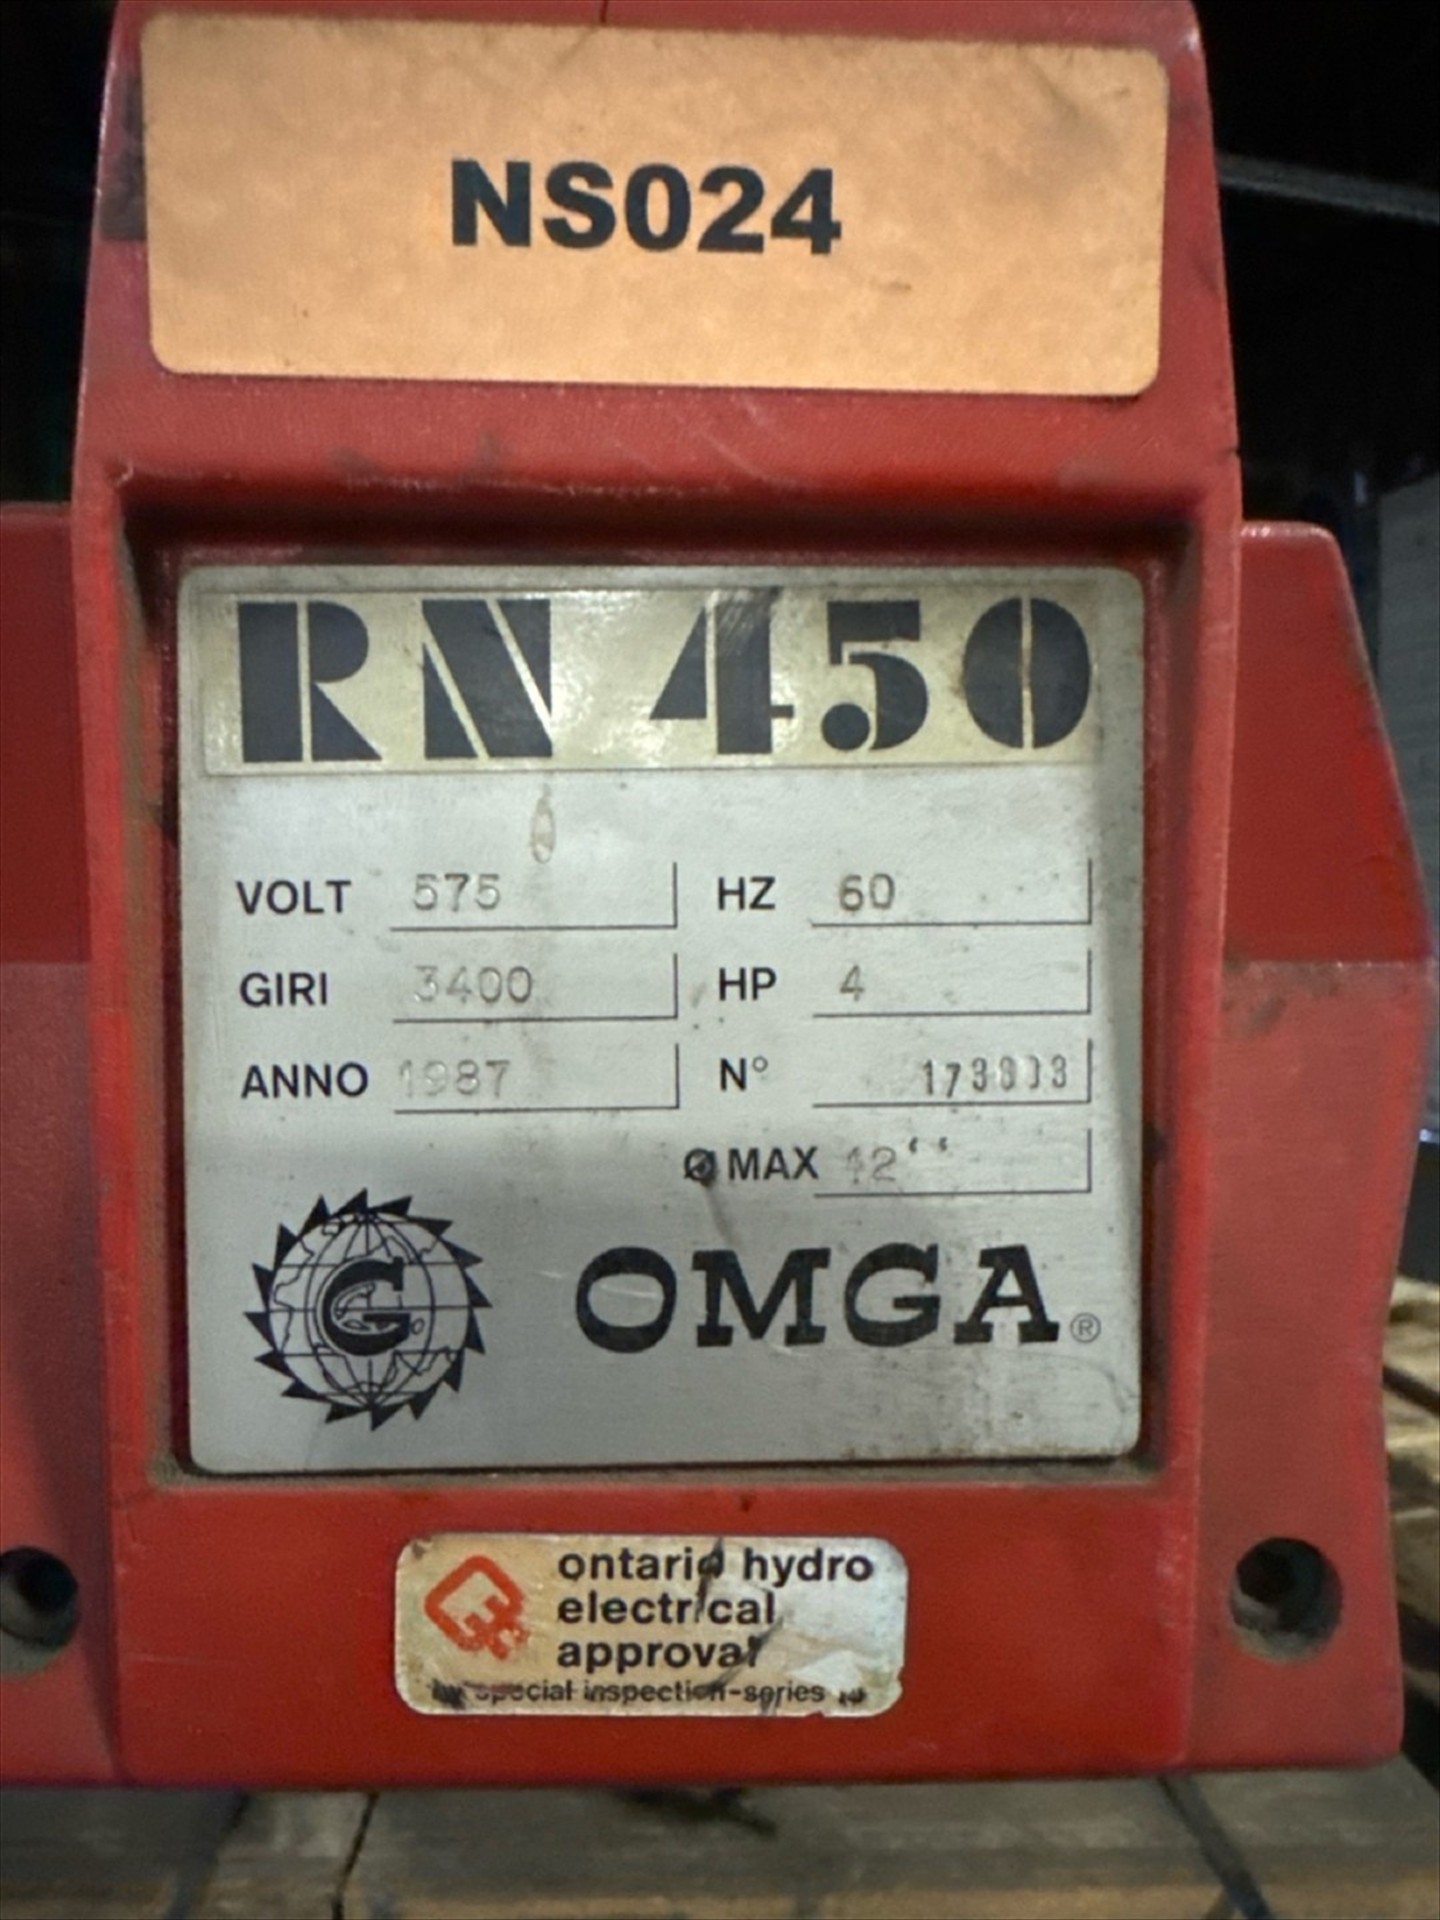 NS024
RN 450
VOLT 575 HZ 60
GIRI 3400 HP 4
ANNO 1987 N°
Ø MAX 12''
G OMGA®
ontario hydro
electrical
approval
special inspection-series